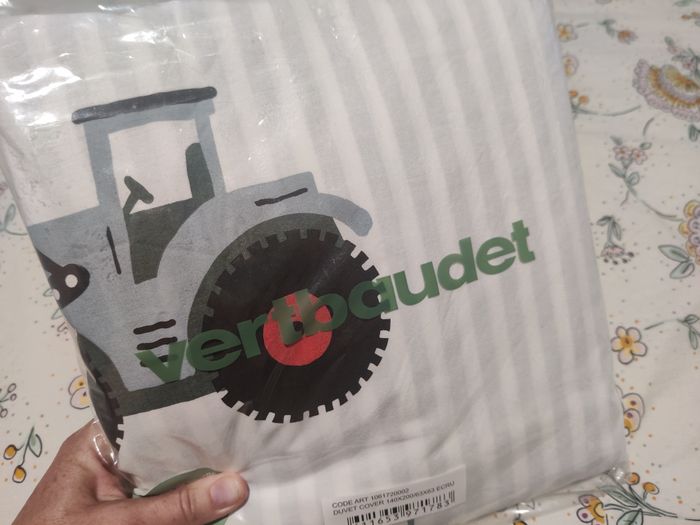 vertbaudet
CODE ART 1061720002
DUVET COVER 140X200/63X63 ECRU